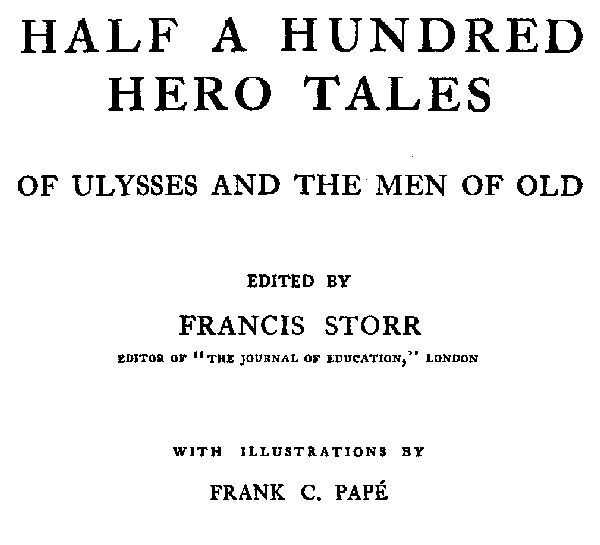 HALF A HUNDRED
HERO TALES
OF ULYSSES AND THE MEN OF OLD
EDITED BY
FRANCIS STORR
EDITOR OF "THE JOURNAL OF EDUCATION," LONDON
WITH ILLUSTRATIONS BY
FRANK C. PAPÉ